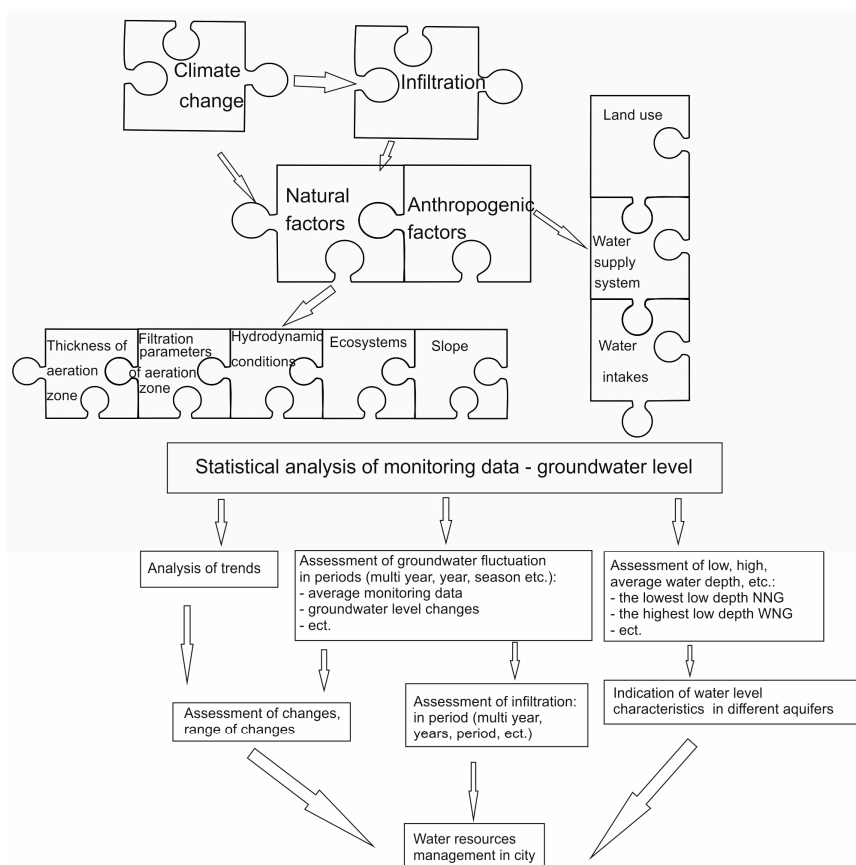 Climate
change
Infiltration
Land use
Natural
factors
Anthropogenic
factors
Water
supply
system
Water
intakes
Thickness of
aeration
zone
Filtration
parameters
of aeration
zone
Hydrodynamic
conditions
Ecosystems
Slope
Statistical analysis of monitoring data - groundwater level
Analysis of trends
Assessment of groundwater fluctuation
in periods (multi year, year, season etc.):
- average monitoring data
- groundwater level changes
- ect.
Assessment of low, high,
average water depth, etc.:
- the lowest low depth NNG
- the highest low depth WNG
- ect.
Assessment of changes,
range of changes
Assessment of infiltration:
in period (multi year,
years, period, ect.)
Indication of water level
characteristics in different aquifers
Water resources
management in city